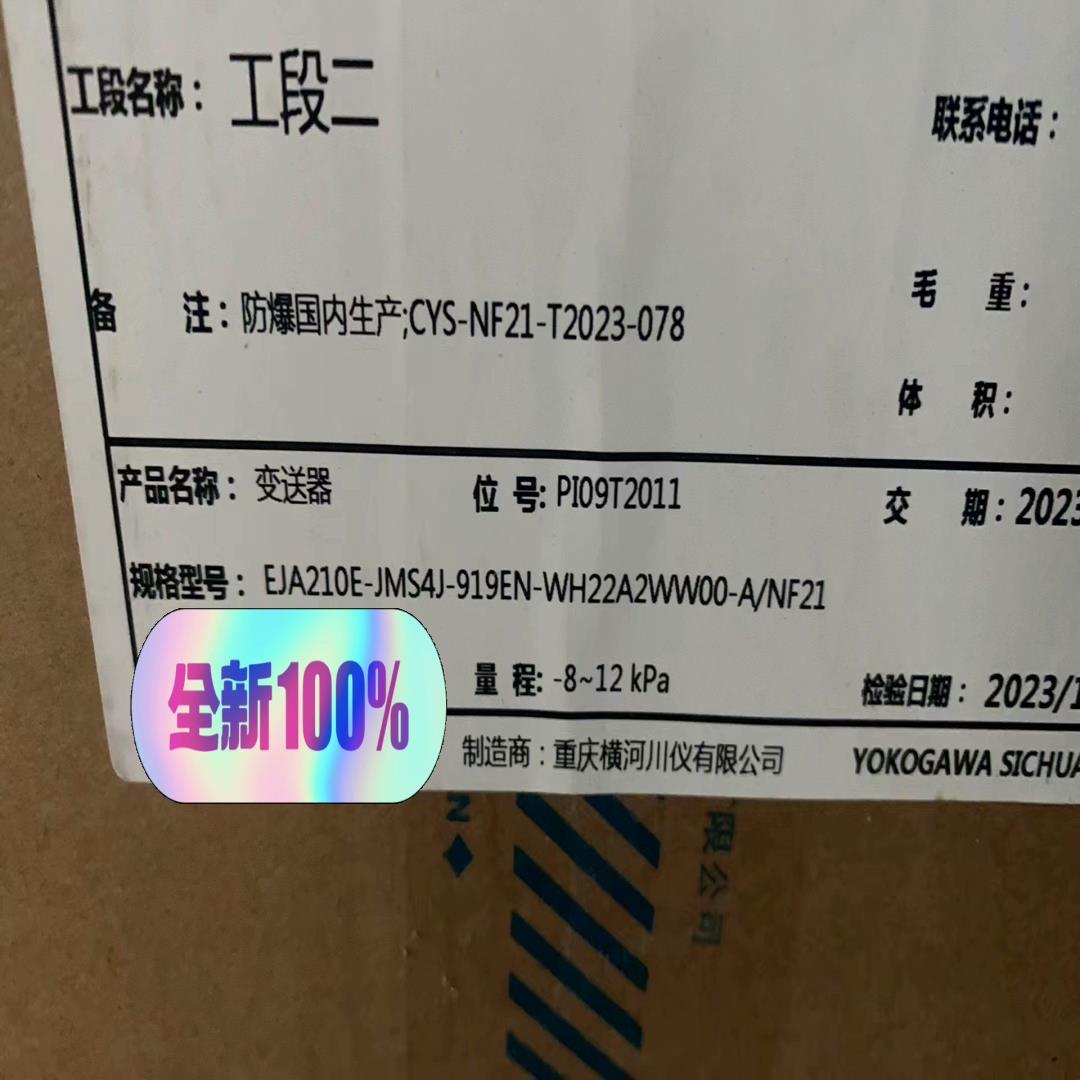 工段名称：工段二
联系电话：
备 注：防爆国内生产;CYS-NF21-T2023-078
毛 重：
体 积：
产品名称：变送器 位 号: PI09T2011 交 期：2023
规格型号：EJA210E-JMS4J-919EN-WH22A2WW00-A/NF21
全新100%
量 程: -8~12 kPa 检验日期：2023/1
制造商：重庆横河川仪有限公司 YOKOGAWA SICHUA
N
限公司